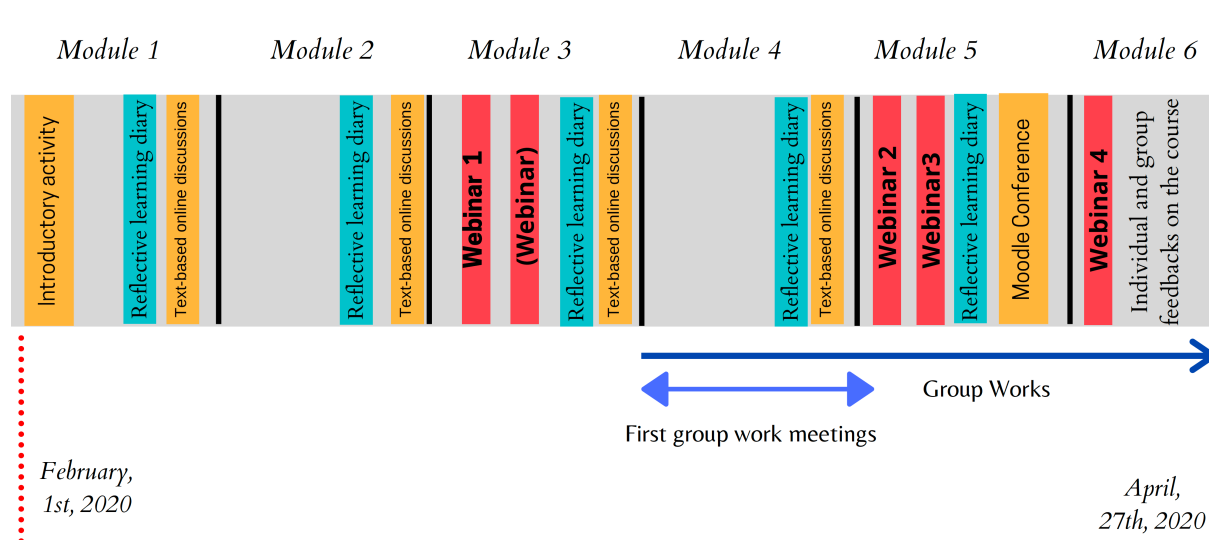 Module 1
Module 2
Module 3
Module 4
Module 5
Module 6
Introductory activity
Reflective learning diary
Text-based online discussions
Reflective learning diary
Text-based online discussions
Webinar 1
(Webinar)
Reflective learning diary
Text-based online discussions
Reflective learning diary
Text-based online discussions
Webinar 2
Webinar3
Reflective learning diary
Moodle Conference
Webinar 4
Individual and group
feedbacks on the course
Group Works
First group work meetings
February,
1st, 2020
April,
27th, 2020